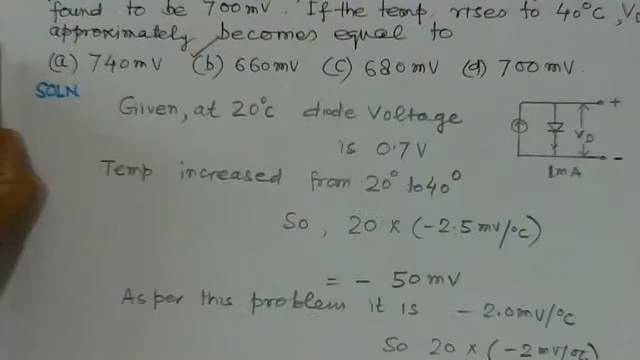 found to be 700mV. If the temp rises to 40°C, VD
approximately becomes equal to
(a) 740mV (b) 660mV (c) 680mV (d) 700mV.
SOLN
Given, at 20°C diode Voltage
is 0.7V
+
VD
-
1mA
Temp increased from 20° to 40°
So, 20 × (-2.5mv/°C)
= - 50mV
As per this problem it is - 2.0mv/°C
So 20 × (-2mv/°C)